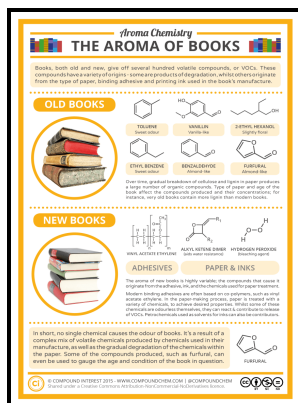 Aroma Chemistry
THE AROMA OF BOOKS
Books, both old and new, give off several hundred volatile compounds, or VOCs. These
compounds have a variety of origins - some are products of degradation, whilst others originate
from the type of paper, binding adhesive and printing ink used in the book's manufacture.
OLD BOOKS
TOLUENE
Sweet odour
VANILLIN
Vanilla-like
2-ETHYL HEXANOL
Slightly floral
ETHYL BENZENE
Sweet odour
BENZALDEHYDE
Almond-like
FURFURAL
Almond-like
Over time, gradual breakdown of cellulose and lignin in paper produces
a large number of organic compounds. Type of paper and age of the
book affect the compounds produced and their concentrations; for
instance, very old books contain more lignin than modern books.
NEW BOOKS
VINYL ACETATE ETHYLENE
ALKYL KETENE DIMER
(aids water resistance)
HYDROGEN PEROXIDE
(bleaching agent)
ADHESIVES
PAPER & INKS
The aroma of new books is highly variable; the compounds that cause it
originate from the adhesive, ink, and the chemicals used for paper treatment.
Modern binding adhesives are often based on co-polymers, such as vinyl
acetate ethylene. In the paper-making process, paper is treated with a variety
of chemicals, to achieve desired properties. Whilst some of these
chemicals are odourless themselves, they can react & contribute to release
of VOCs. Petrochemicals used as solvents for inks can also be contributors.
In short, no single chemical causes the odour of books. It's a result of a
complex mix of volatile chemicals produced by chemicals used in their
manufacture, as well as the gradual degradation of the chemicals within
the paper. Some of the compounds produced, such as furfural, can
even be used to gauge the age and condition of the book in question.
FURFURAL
Ci
© COMPOUND INTEREST 2015 - WWW.COMPOUNDCHEM.COM | @COMPOUNDCHEM
Shared under a Creative Commons Attribution-NonCommercial-NoDerivatives licence.